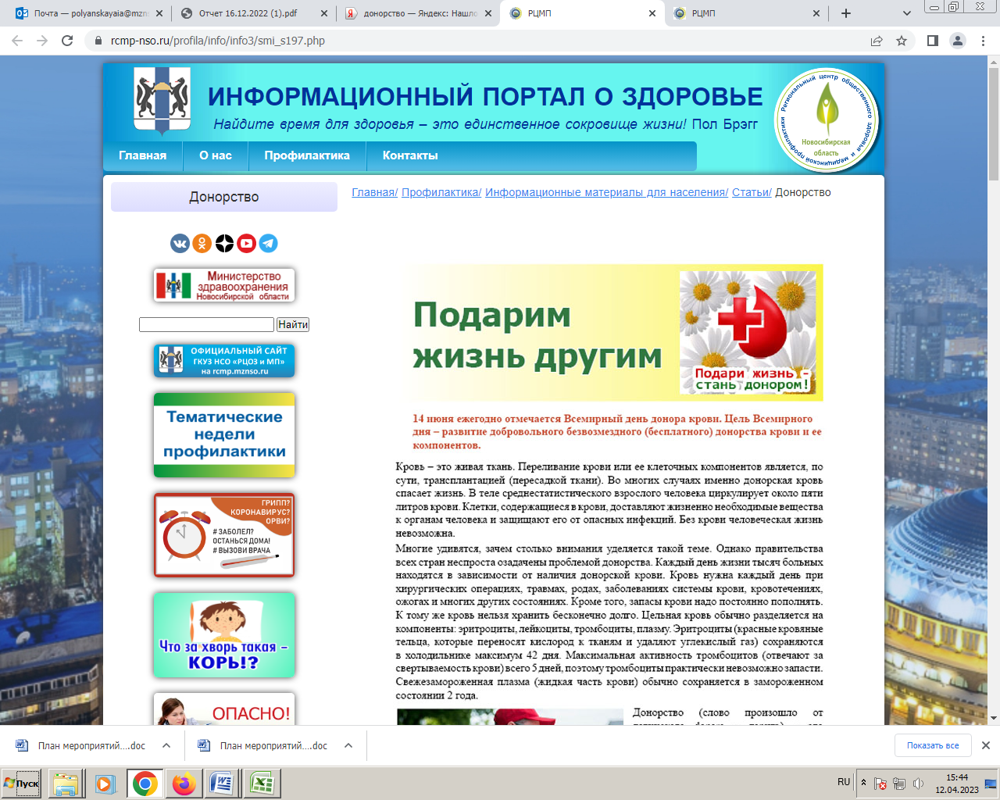 Почта — polyanskayaia@mzn
Отчет 16.12.2022 (1).pdf
донорство — Яндекс: Нашло
РЦМП
РЦМП
rcmp-nso.ru/profila/info/info3/smi_s197.php
ИНФОРМАЦИОННЫЙ ПОРТАЛ О ЗДОРОВЬЕ
Найдите время для здоровья – это единственное сокровище жизни! Пол Брэгг
Региональный центр общественного здоровья и медицинской профилактики
Новосибирская
область
Главная
О нас
Профилактика
Контакты
Донорство
Главная/ Профилактика/ Информационные материалы для населения/ Статьи/ Донорство
Министерство
здравоохранения
Новосибирской области
Найти
ОФИЦИАЛЬНЫЙ САЙТ
ГКУЗ НСО «РЦОЗ и МП»
на rcmp.mznso.ru
Тематические
недели
профилактики
ГРИПП?
КОРОНАВИРУС?
ОРВИ?
# ЗАБОЛЕЛ?
ОСТАНЬСЯ ДОМА!
# ВЫЗОВИ ВРАЧА
Что за хворь такая –
КОРЬ!?
ОПАСНО!
Подарим
жизнь другим
Подари жизнь -
стань донором!
14 июня ежегодно отмечается Всемирный день донора крови. Цель Всемирного
дня – развитие добровольного безвозмездного (бесплатного) донорства крови и ее
компонентов.
Кровь – это живая ткань. Переливание крови или ее клеточных компонентов является, по
сути, трансплантацией (пересадкой ткани). Во многих случаях именно донорская кровь
спасает жизнь. В теле среднестатистического взрослого человека циркулирует около пяти
литров крови. Клетки, содержащиеся в крови, доставляют жизненно необходимые вещества
к органам человека и защищают его от опасных инфекций. Без крови человеческая жизнь
невозможна.
Многие удивятся, зачем столько внимания уделяется такой теме. Однако правительства
всех стран неспроста озадачены проблемой донорства. Каждый день жизни тысяч больных
находятся в зависимости от наличия донорской крови. Кровь нужна каждый день при
хирургических операциях, травмах, родах, заболеваниях системы крови, кровотечениях,
ожогах и многих других состояниях. Кроме того, запасы крови надо постоянно пополнять.
К тому же кровь нельзя хранить бесконечно долго. Цельная кровь обычно разделяется на
компоненты: эритроциты, лейкоциты, тромбоциты, плазму. Эритроциты (красные кровяные
тельца, которые переносят кислород к тканям и удаляют углекислый газ) сохраняются
в холодильнике максимум 42 дня. Максимальная активность тромбоцитов (отвечают за
свертываемость крови) всего 5 дней, поэтому тромбоциты практически невозможно запасти.
Свежезамороженная плазма (жидкая часть крови) обычно сохраняется в замороженном
состоянии 2 года.
Донорство (слово произошло от
План мероприятий....doc
План мероприятий....doc
Показать все
Пуск
RU
15:44
12.04.2023